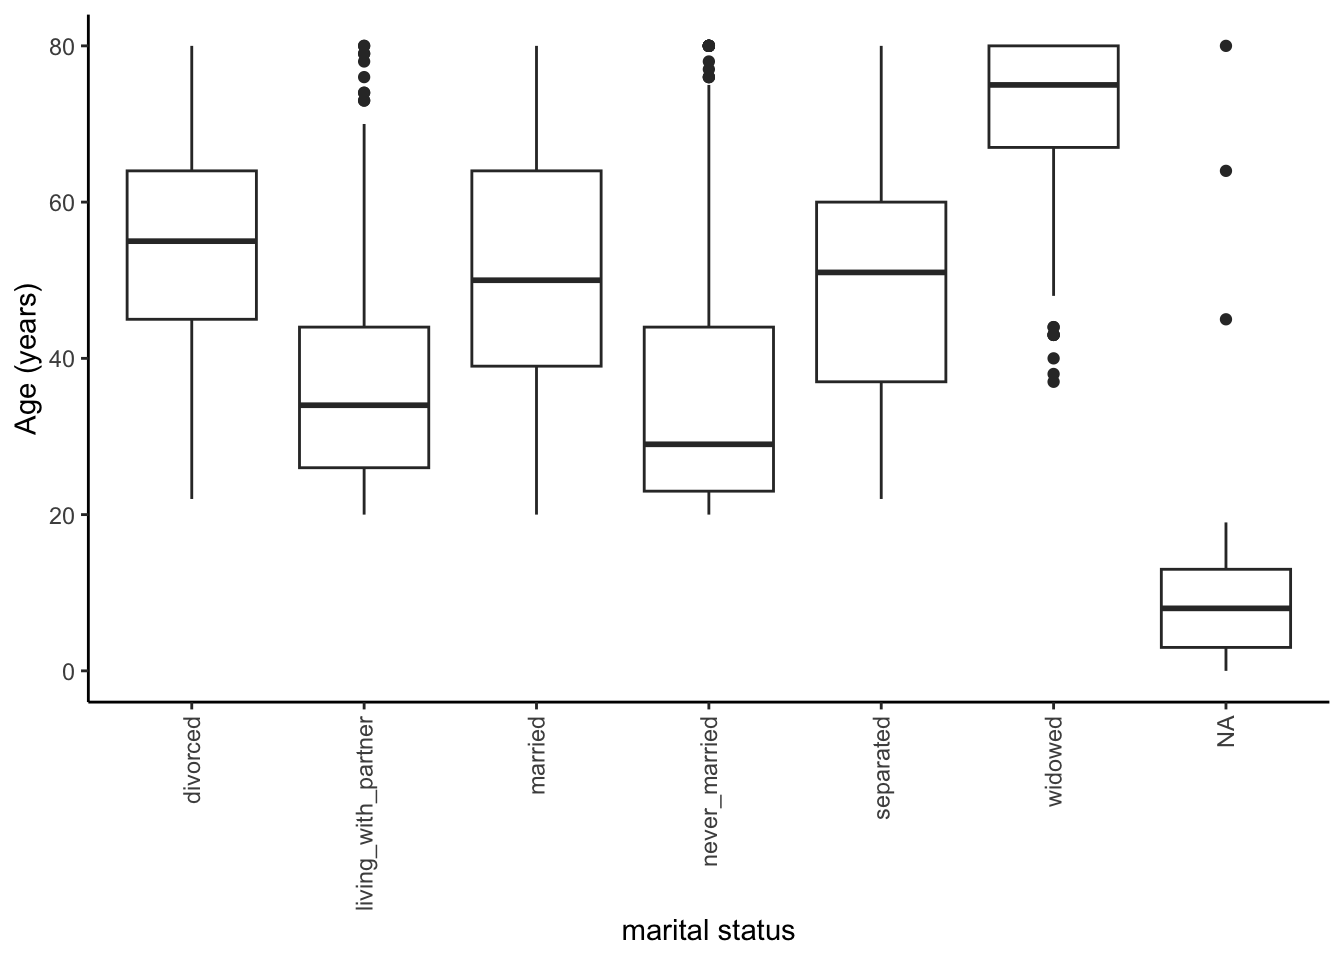 80
60
40
20
0
Age (years)
divorced
living_with_partner
married
never_married
separated
widowed
NA
marital status